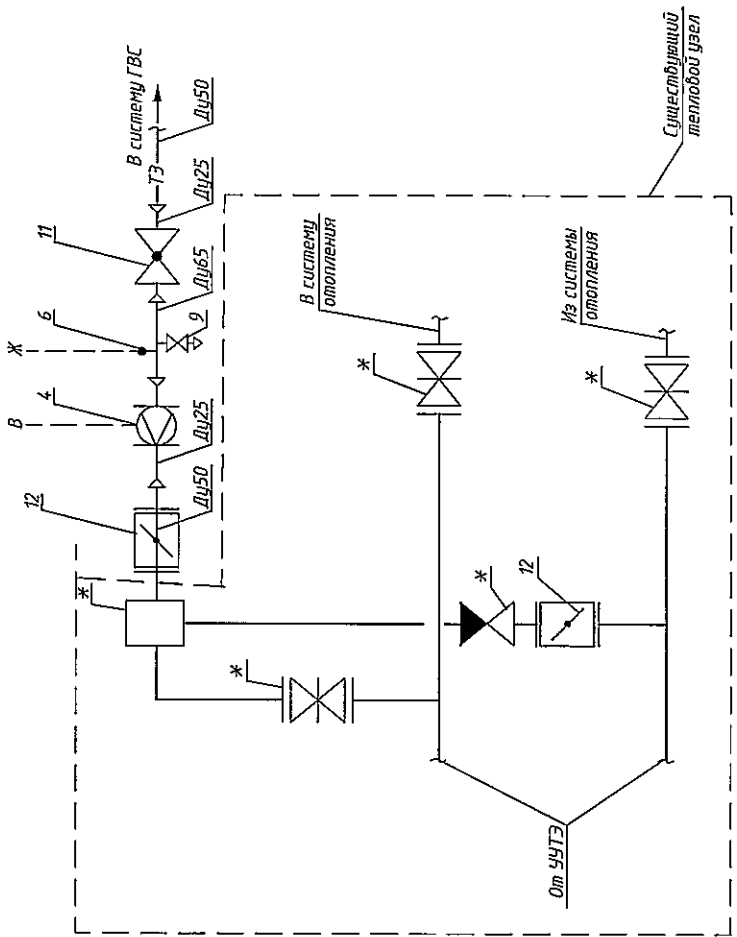 В систему ГВС
Т3
Ду50
Ду25
11
Ду65
6
9
Ж
4
В
Ду25
Ду50
12
*
Существующий
тепловой узел
В систему
отопления
*
Из системы
отопления
*
*
12
*
От УУТЭ